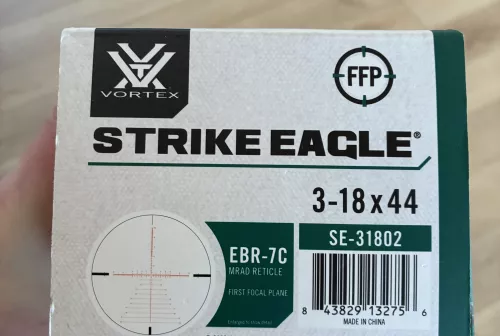 VORTEX
FFP
STRIKE EAGLE®
3-18x44
SE-31802
EBR-7C
MRAD RETICLE
FIRST FOCAL PLANE
8 43829 13275 6
MADE IN CHINA